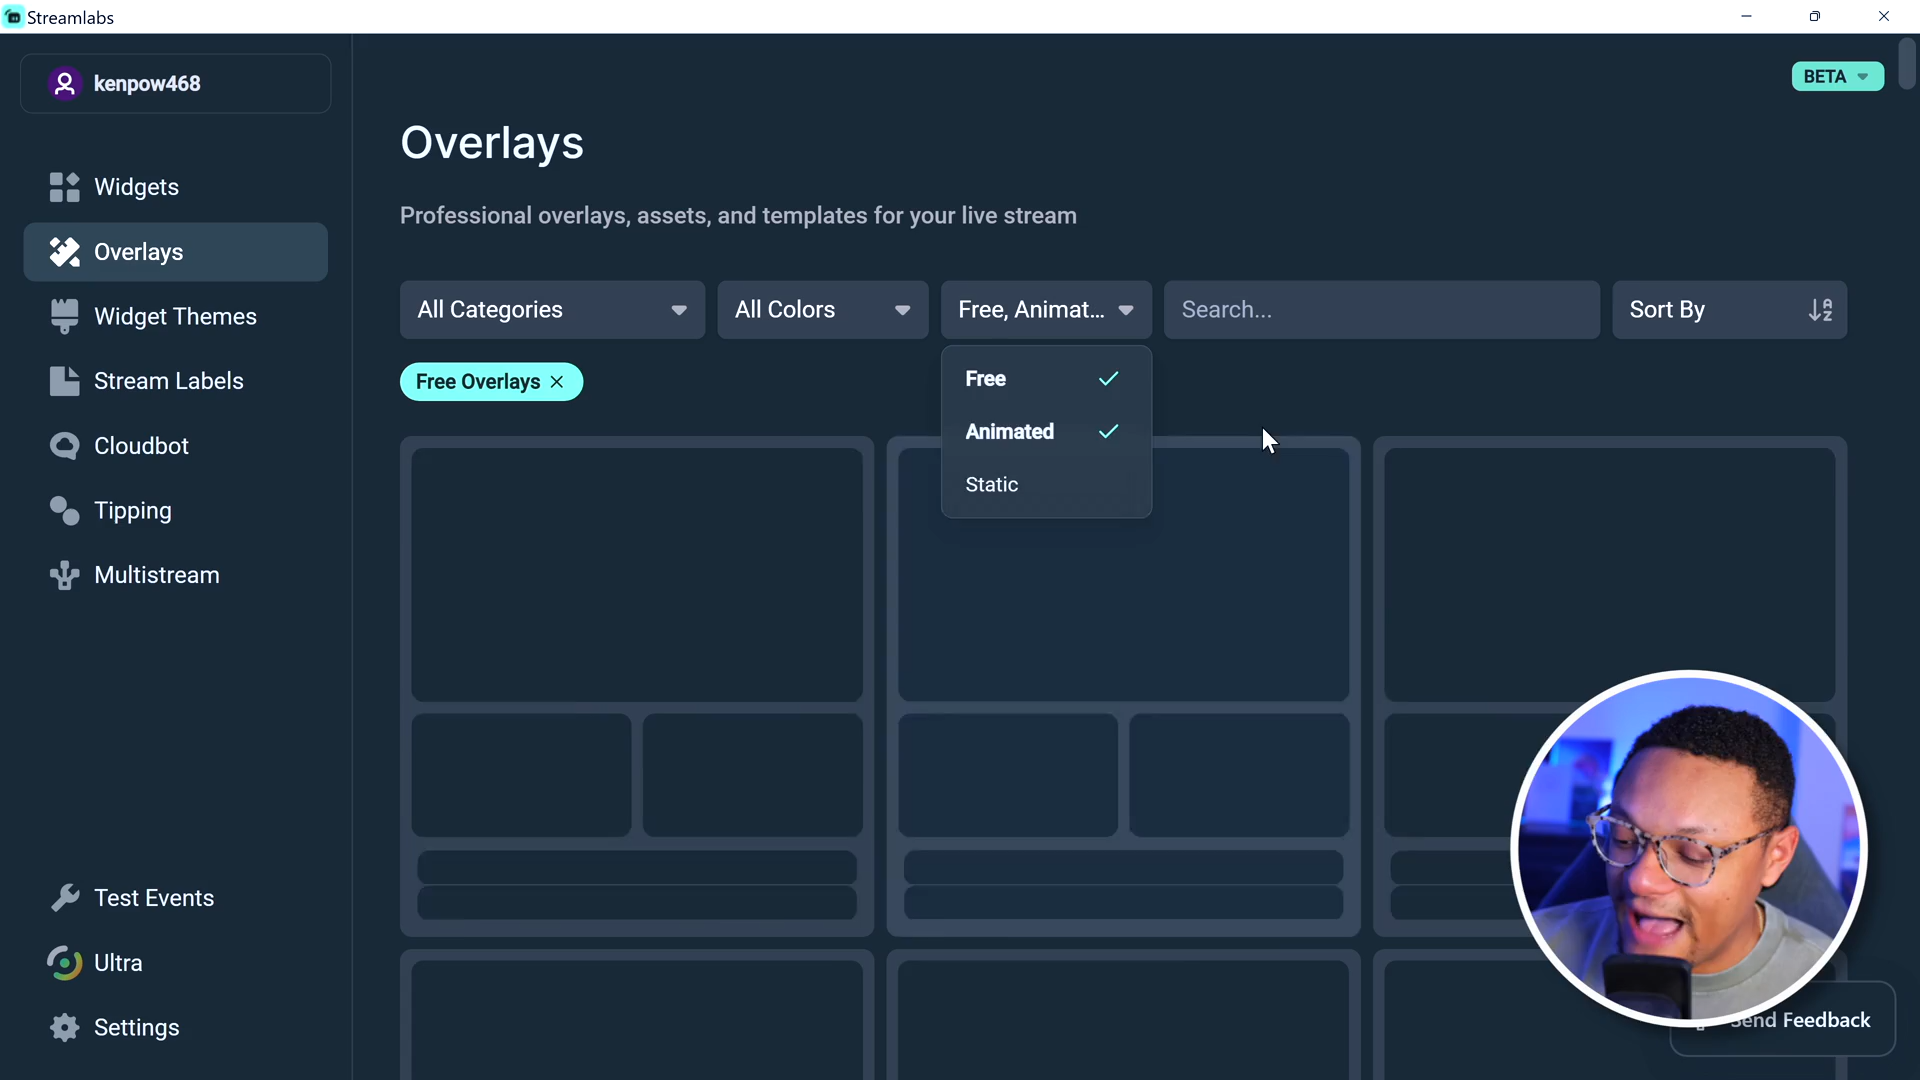 Streamlabs
kenpow468
BETA
Overlays
Professional overlays, assets, and templates for your live stream
Widgets
Overlays
Widget Themes
Stream Labels
Cloudbot
Tipping
Multistream
Test Events
Ultra
Settings
All Categories
All Colors
Free, Animat...
Search...
Sort By
Free Overlays
Free
Animated
Static
Send Feedback